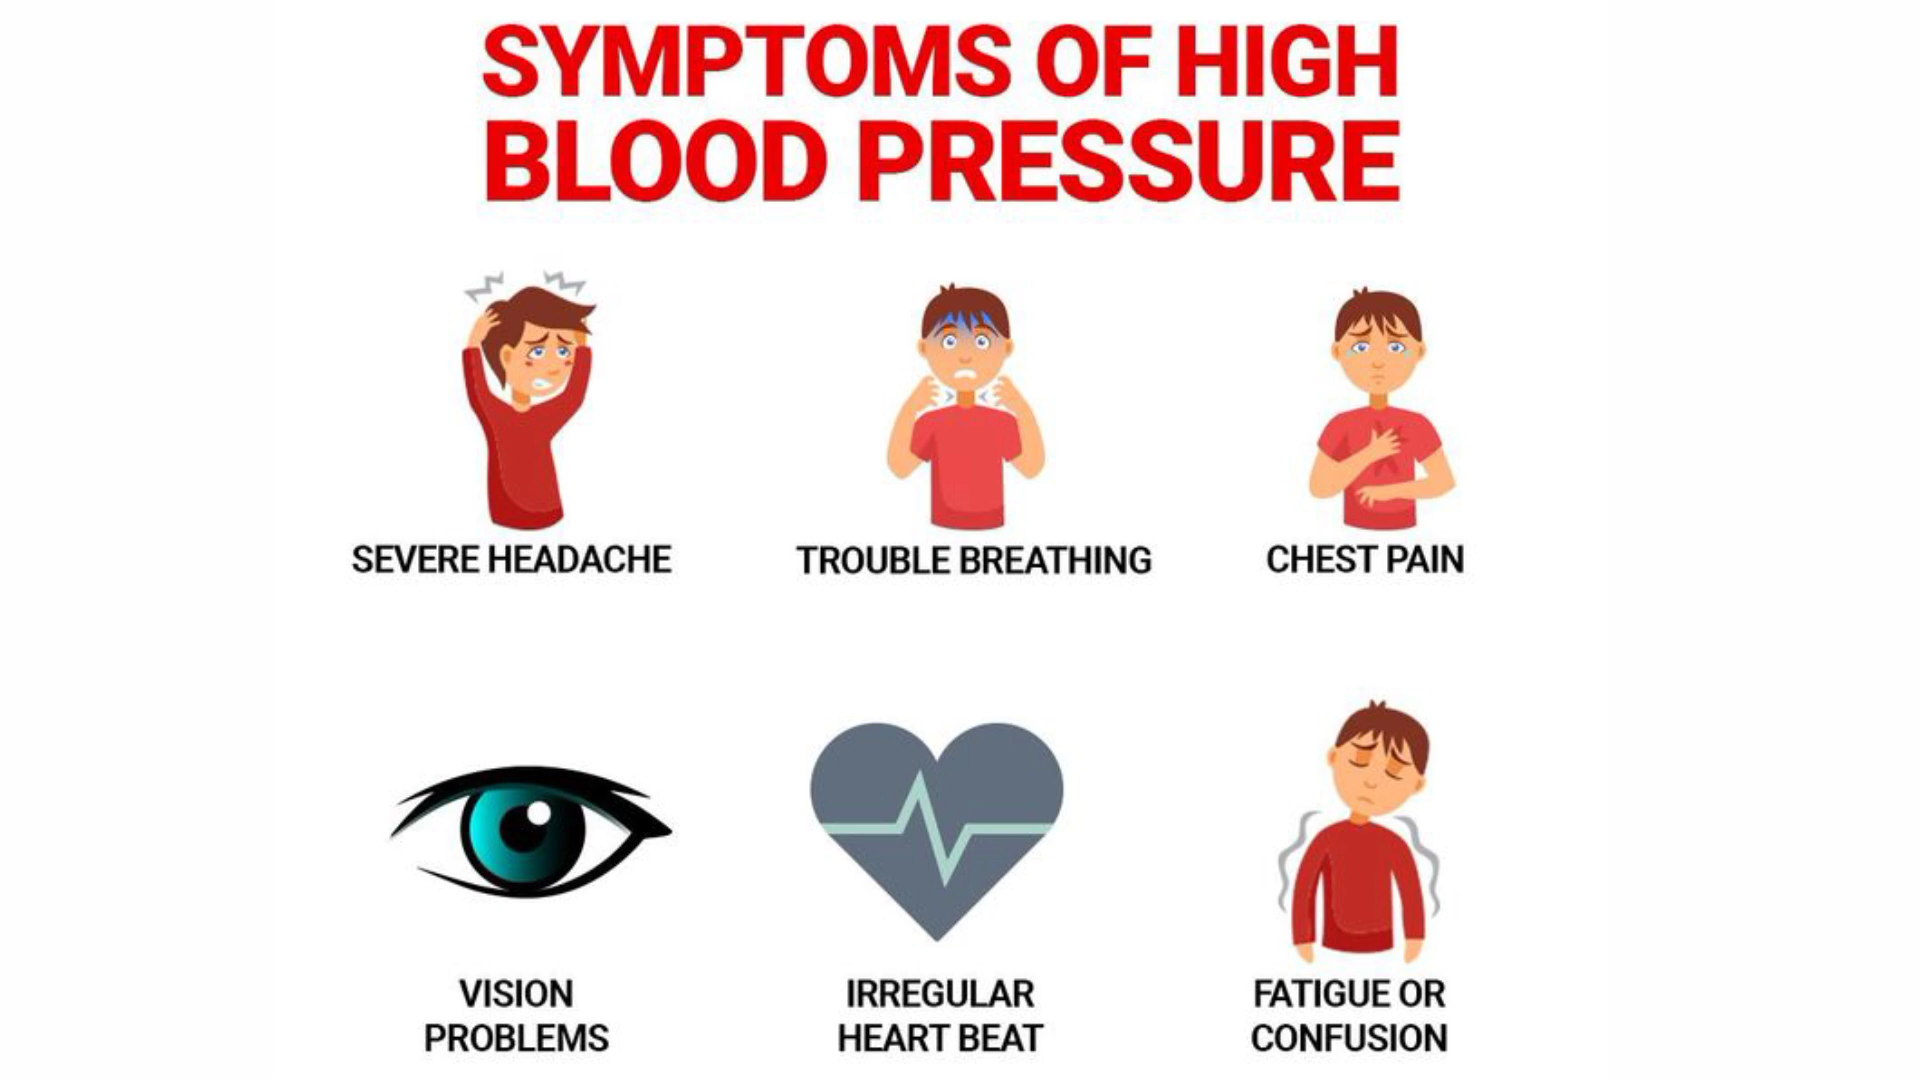 SYMPTOMS OF HIGH
BLOOD PRESSURE
SEVERE HEADACHE
TROUBLE BREATHING
CHEST PAIN
VISION
PROBLEMS
IRREGULAR
HEART BEAT
FATIGUE OR
CONFUSION